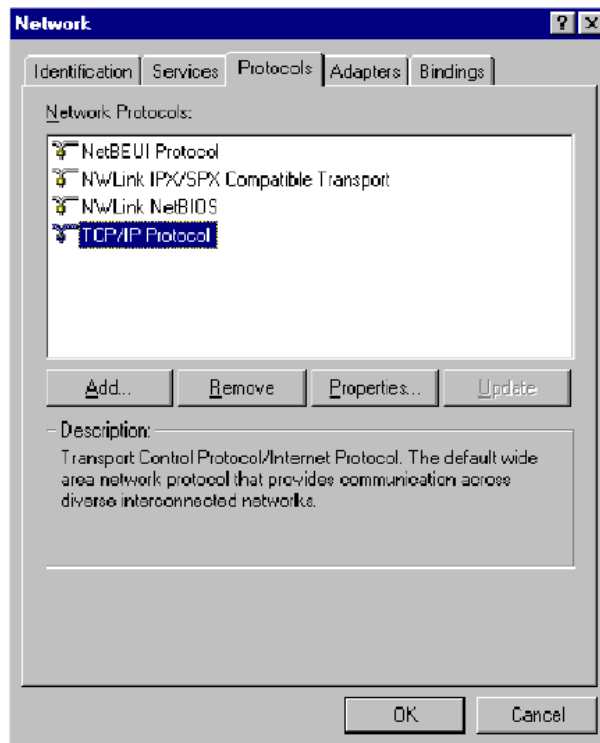 Network
Identification Services Protocols Adapters Bindings
Network Protocols:
NetBEUI Protocol
NWLink IPX/SPX Compatible Transport
NWLink NetBIOS
TCP/IP Protocol
Add... Remove Properties... Update
Description:
Transport Control Protocol/Internet Protocol. The default wide
area network protocol that provides communication across
diverse interconnected networks.
OK Cancel